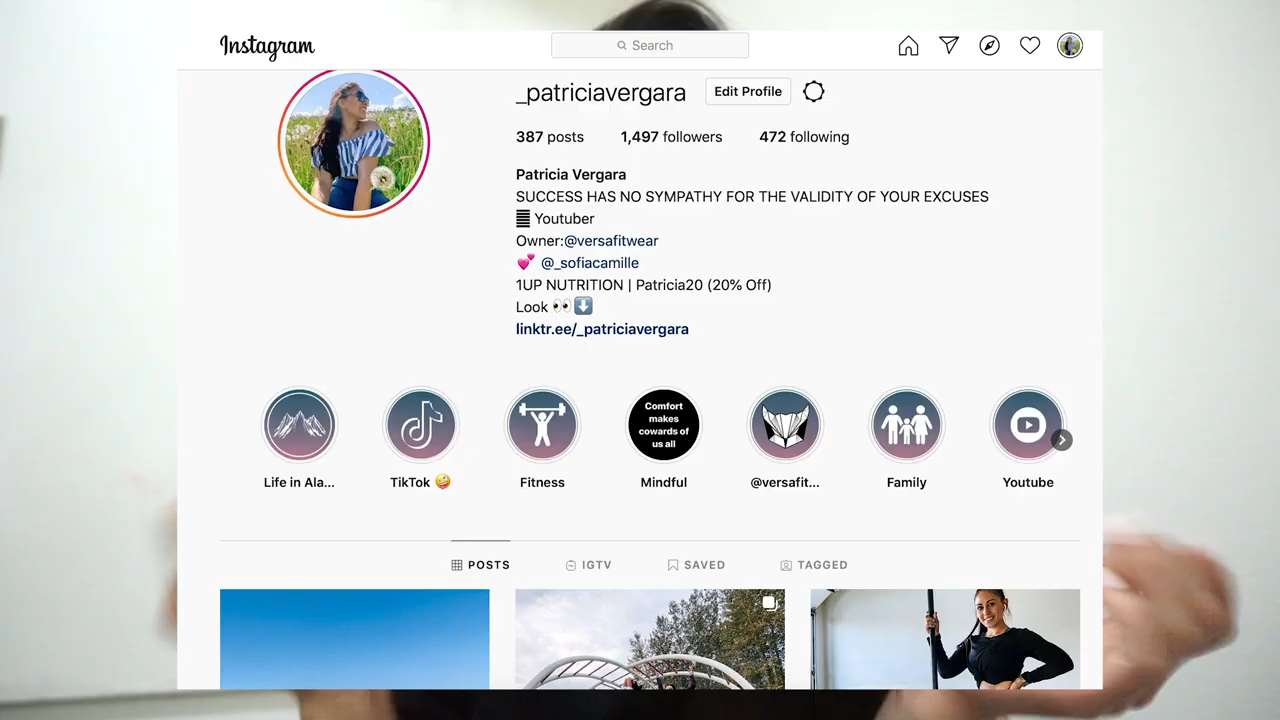 Instagram
Search
_patriciavergara Edit Profile
387 posts 1,497 followers 472 following
Patricia Vergara
SUCCESS HAS NO SYMPATHY FOR THE VALIDITY OF YOUR EXCUSES
Youtuber
Owner:@versafitwear
💕 @_sofiacamille
1UP NUTRITION | Patricia20 (20% Off)
Look 👀⬇️
linktr.ee/_patriciavergara
Comfort
makes
cowards of
us all
Life in Ala... TikTok 🤪 Fitness Mindful @versafit... Family Youtube
POSTS IGTV SAVED TAGGED